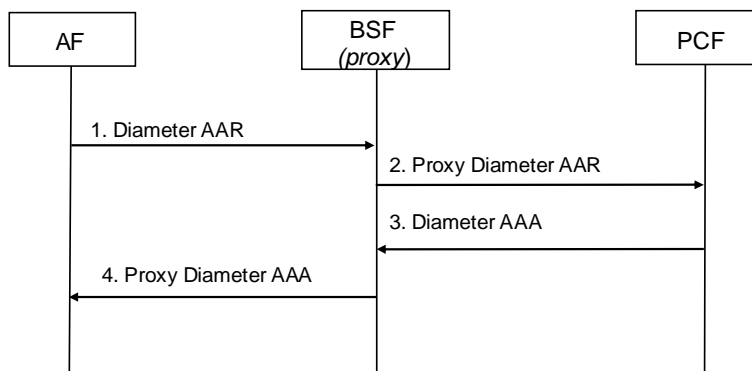 AF
BSF
(proxy)
PCF
1. Diameter AAR
2. Proxy Diameter AAR
3. Diameter AAA
4. Proxy Diameter AAA